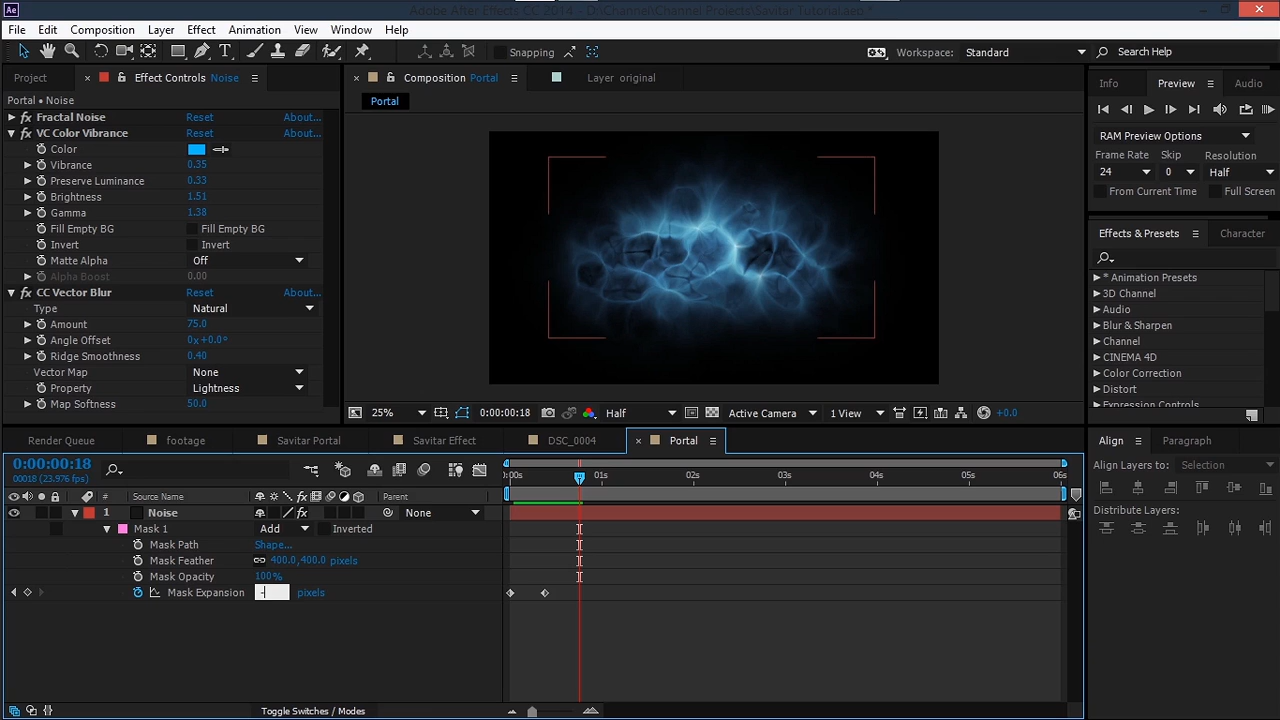 Ae Adobe After Effects CC 2014 - D:\Channel\Channel Projects\Savitar Tutorial.aep *
File Edit Composition Layer Effect Animation View Window Help
Snapping Workspace: Standard Search Help
Project Effect Controls Noise Composition Portal Layer original Info Preview Audio
Portal • Noise Portal
Fractal Noise Reset About...
VC Color Vibrance Reset About...
Color
Vibrance 0.35
Preserve Luminance 0.33
Brightness 1.51
Gamma 1.38
Fill Empty BG Fill Empty BG
Invert Invert
Matte Alpha Off
Alpha Boost 0.00
CC Vector Blur Reset About...
Type Natural
Amount 75.0
Angle Offset 0x+0.0°
Ridge Smoothness 0.40
Vector Map None
Property Lightness
Map Softness 50.0
25% 0:00:00:18 Half Active Camera 1 View +0.0
RAM Preview Options
Frame Rate Skip Resolution
24 0 Half
From Current Time Full Screen
Effects & Presets Character
* Animation Presets
3D Channel
Audio
Blur & Sharpen
Channel
CINEMA 4D
Color Correction
Distort
Expression Controls
Render Queue footage Savitar Portal Savitar Effect DSC_0004 Portal
0:00:00:18
00018 (23.976 fps)
:00s 01s 02s 03s 04s 05s 06s
# Source Name Parent
1 Noise None
Mask 1 Add Inverted
Mask Path Shape...
Mask Feather 400.0,400.0 pixels
Mask Opacity 100%
Mask Expansion - pixels
Toggle Switches / Modes
Align Paragraph
Align Layers to: Selection
Distribute Layers: